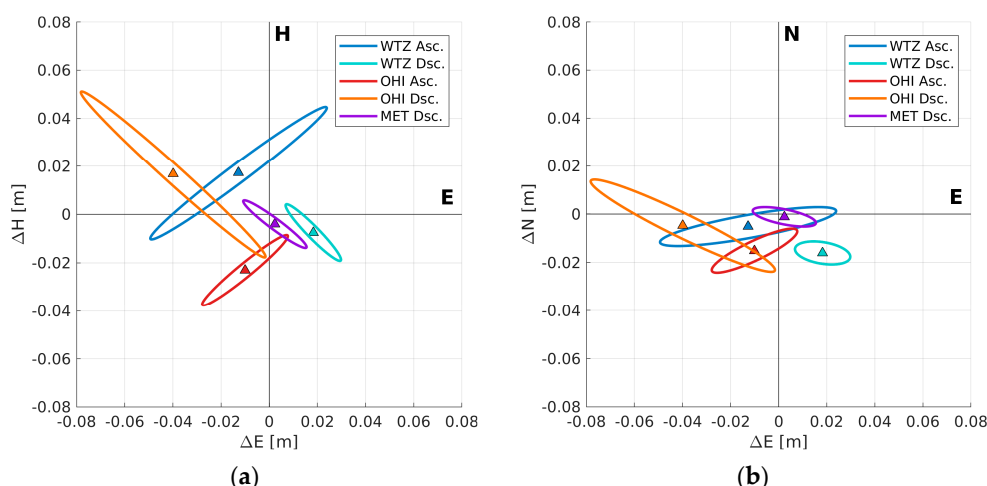 H
WTZ Asc.
WTZ Dsc.
OHI Asc.
OHI Dsc.
MET Dsc.
E
0.08
0.06
0.04
0.02
0
-0.02
-0.04
-0.06
-0.08
ΔH [m]
-0.08 -0.06 -0.04 -0.02 0 0.02 0.04 0.06 0.08
ΔE [m]
(a)
N
WTZ Asc.
WTZ Dsc.
OHI Asc.
OHI Dsc.
MET Dsc.
E
0.08
0.06
0.04
0.02
0
-0.02
-0.04
-0.06
-0.08
ΔN [m]
-0.08 -0.06 -0.04 -0.02 0 0.02 0.04 0.06 0.08
ΔE [m]
(b)